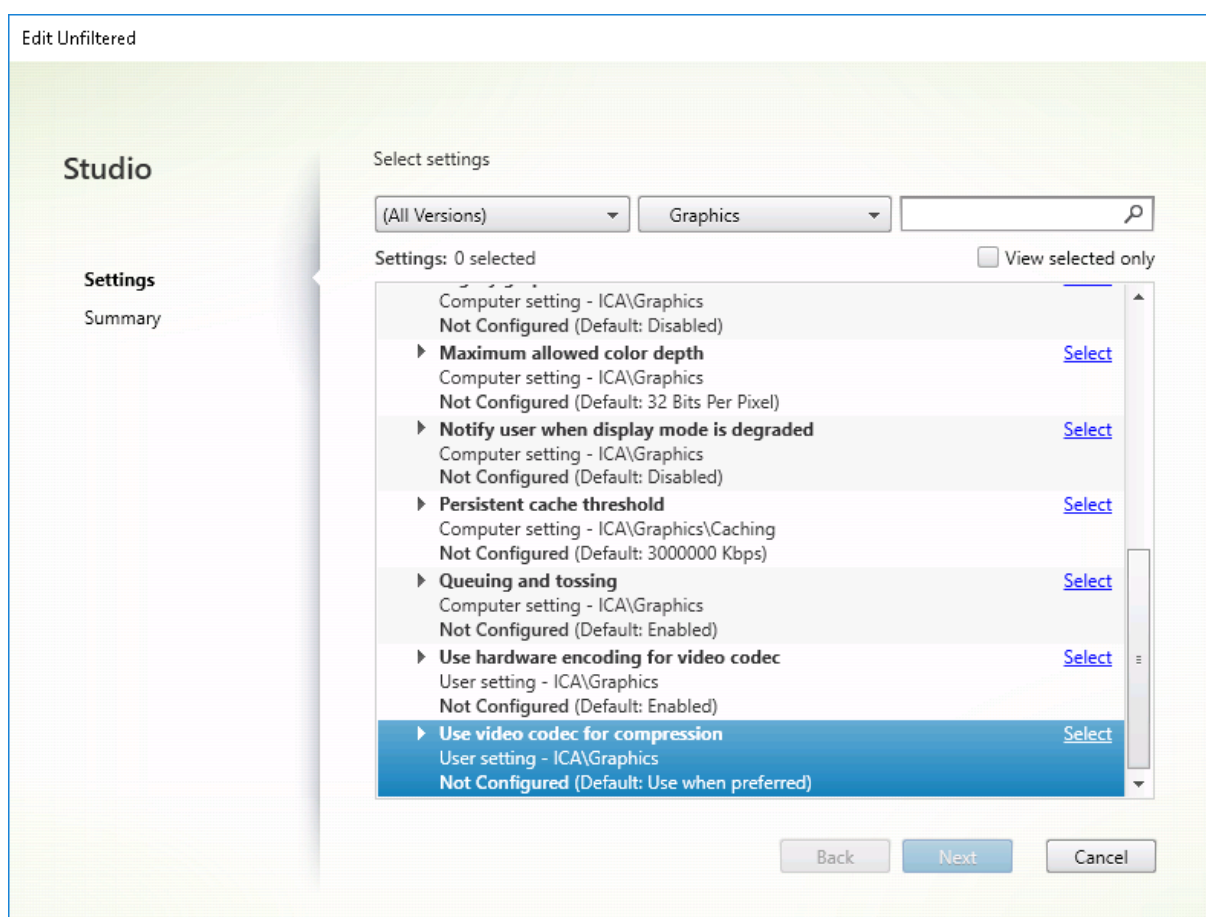 Edit Unfiltered
Studio
Settings
Summary
Select settings
(All Versions)
Graphics
Settings: 0 selected
View selected only
Computer setting - ICA\Graphics
Not Configured (Default: Disabled)
Maximum allowed color depth
Select
Computer setting - ICA\Graphics
Not Configured (Default: 32 Bits Per Pixel)
Notify user when display mode is degraded
Select
Computer setting - ICA\Graphics
Not Configured (Default: Disabled)
Persistent cache threshold
Select
Computer setting - ICA\Graphics\Caching
Not Configured (Default: 3000000 Kbps)
Queuing and tossing
Select
Computer setting - ICA\Graphics
Not Configured (Default: Enabled)
Use hardware encoding for video codec
Select
User setting - ICA\Graphics
Not Configured (Default: Enabled)
Use video codec for compression
Select
User setting - ICA\Graphics
Not Configured (Default: Use when preferred)
Back
Next
Cancel